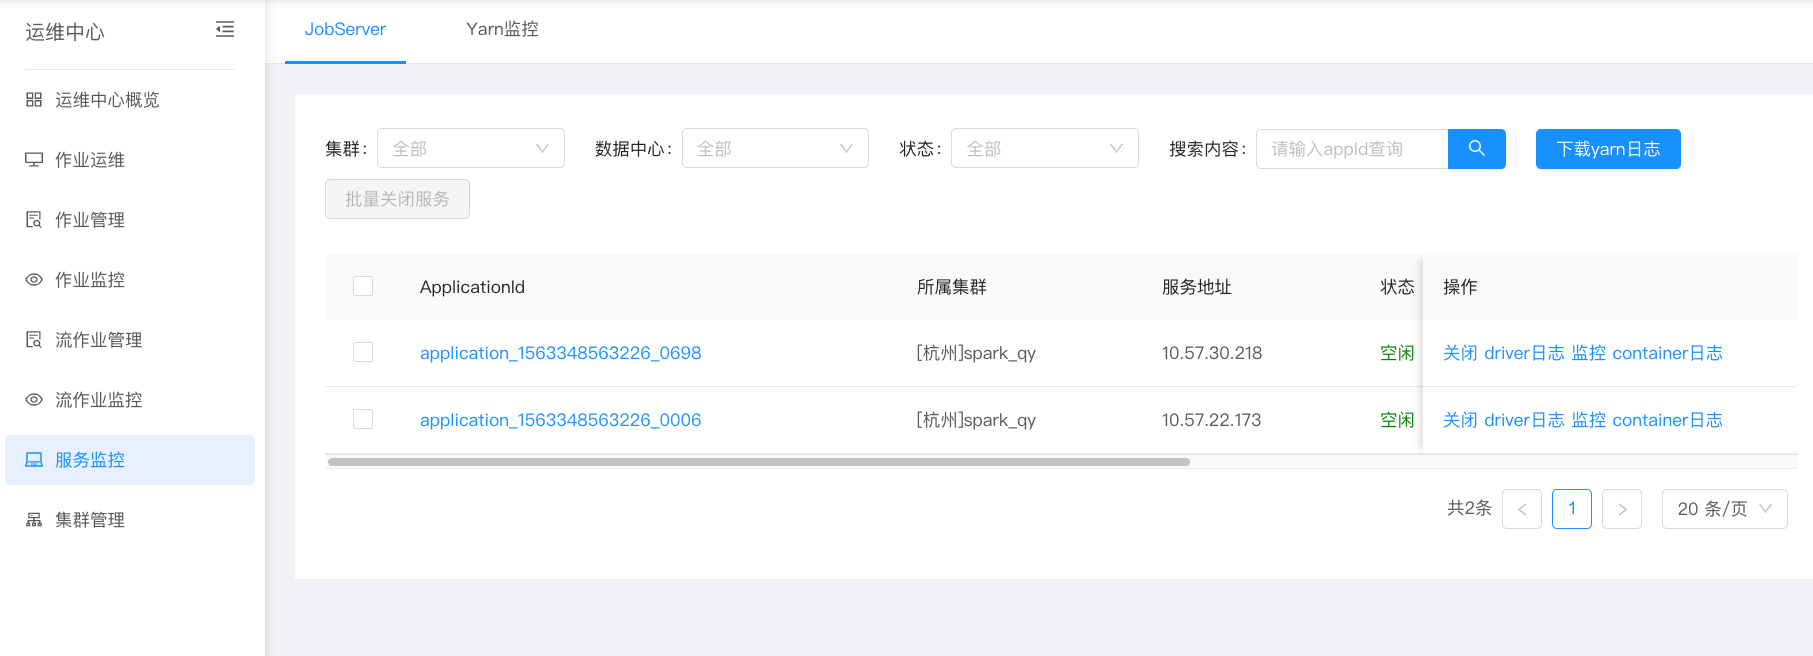 运维中心
运维中心概览
作业运维
作业管理
作业监控
流作业管理
流作业监控
服务监控
集群管理
JobServer Yarn监控
集群: 全部 数据中心: 全部 状态: 全部 搜索内容: 请输入appId查询 下载yarn日志
批量关闭服务
ApplicationId 所属集群 服务地址 状态 操作
application_1563348563226_0698 [杭州]spark_qy 10.57.30.218 空闲 关闭 driver日志 监控 container日志
application_1563348563226_0006 [杭州]spark_qy 10.57.22.173 空闲 关闭 driver日志 监控 container日志
共2条 < 1 > 20 条/页